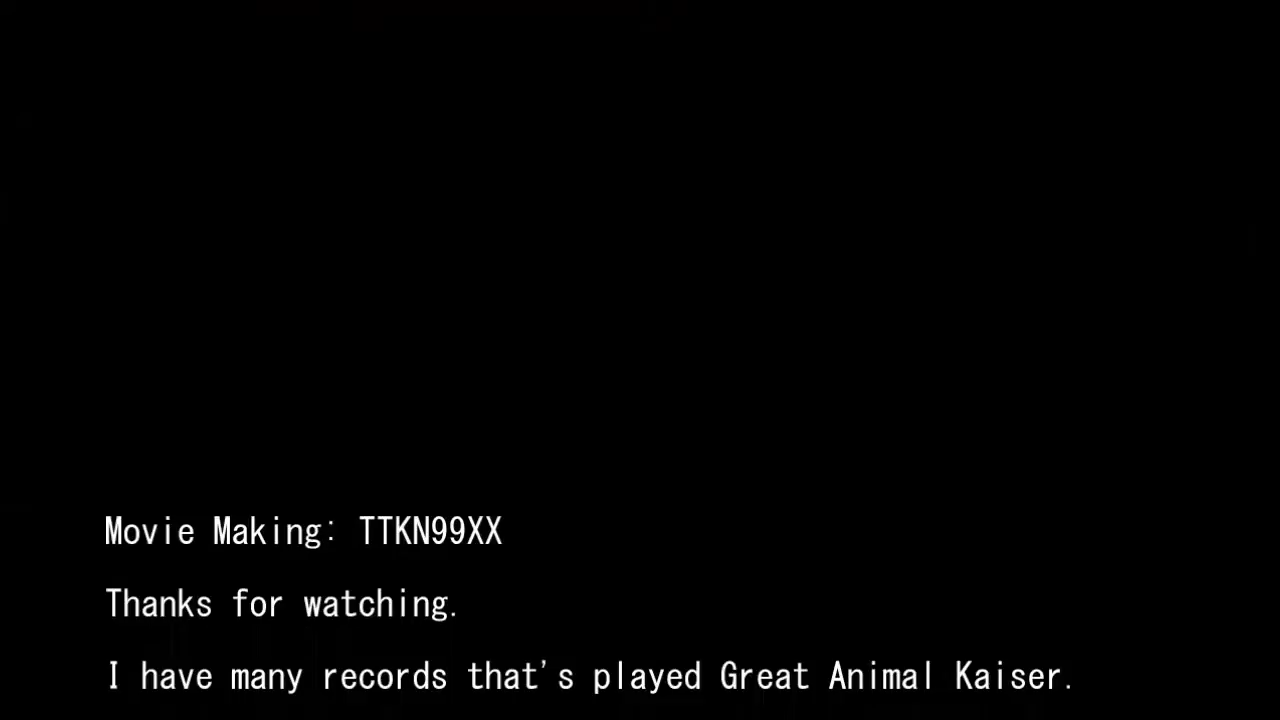 Movie Making: TTKN99XX
Thanks for watching.
I have many records that's played Great Animal Kaiser.